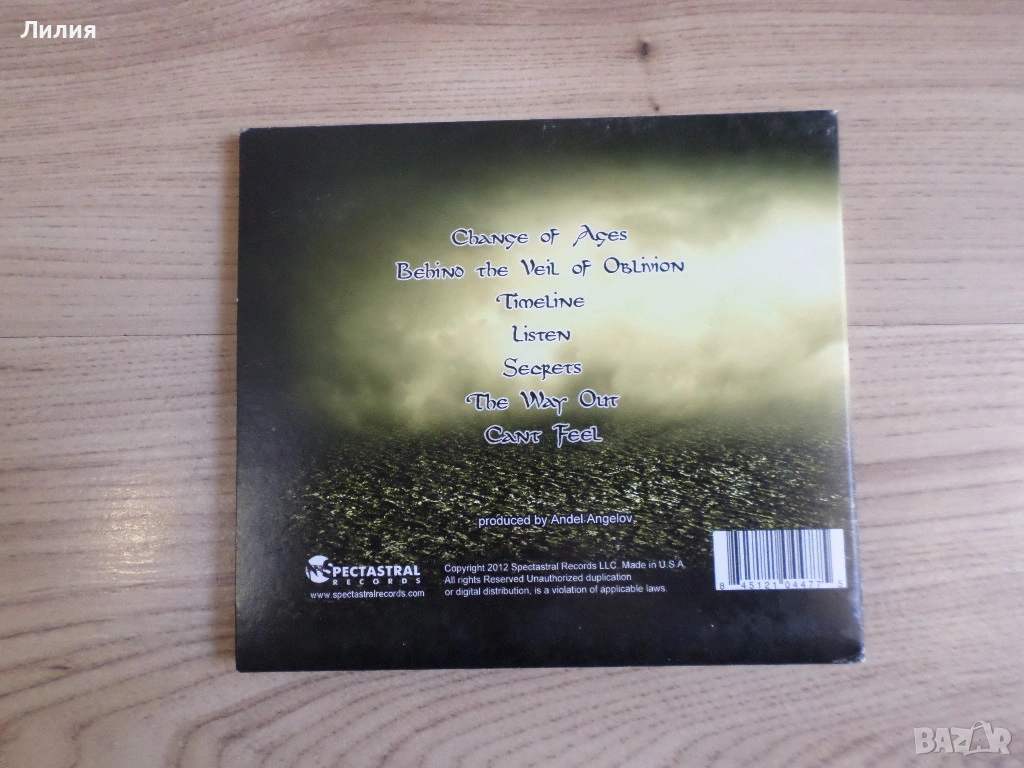 Лилия
Change of Ages
Behind the Veil of Oblivion
Timeline
Listen
Secrets
The Way Out
Cant Feel
produced by Andel Angelov
SPECTASTRAL
RECORDS
www.spectastralrecords.com
Copyright 2012 Spectastral Records LLC. Made in U.S.A.
All rights Reserved Unauthorized duplication
or digital distribution, is a violation of applicable laws.
8 45121 04477 5
BAZAR